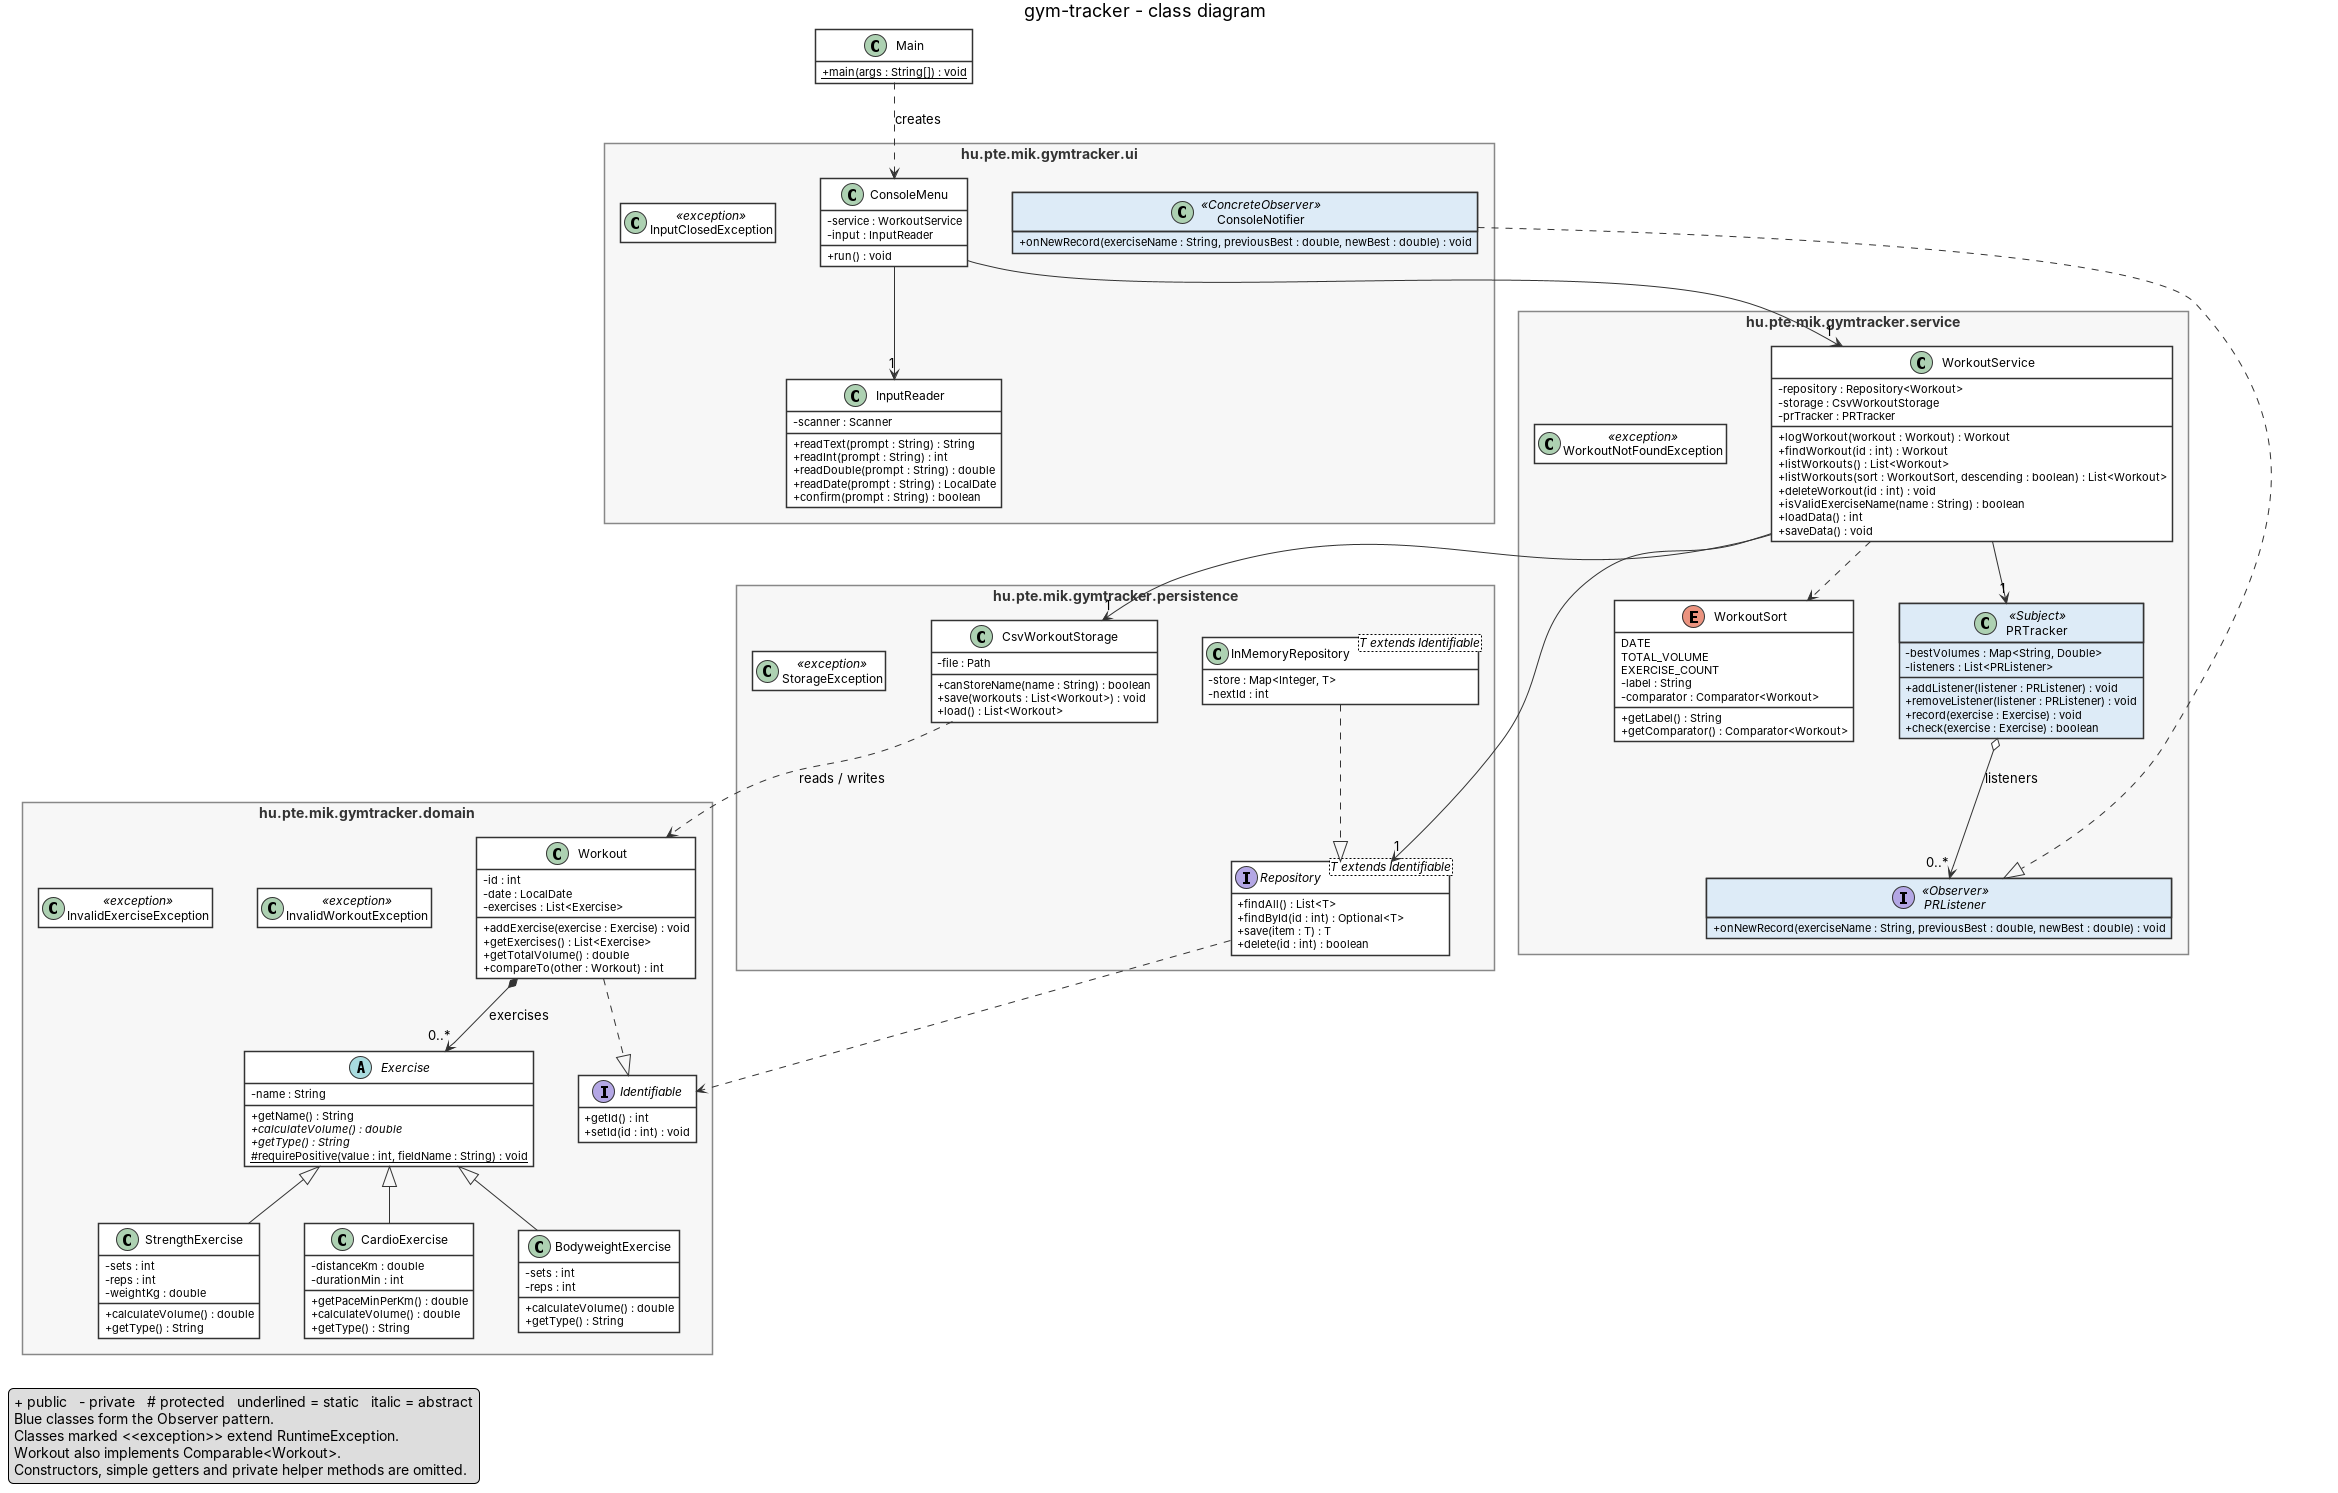 gym-tracker - class diagram
C Main
+main(args : String[]) : void
creates
hu.pte.mik.gymtracker.ui
C «exception»
InputClosedException
C ConsoleMenu
-service : WorkoutService
-input : InputReader
+run() : void
C «ConcreteObserver»
ConsoleNotifier
+onNewRecord(exerciseName : String, previousBest : double, newBest : double) : void
1
C InputReader
-scanner : Scanner
+readText(prompt : String) : String
+readInt(prompt : String) : int
+readDouble(prompt : String) : double
+readDate(prompt : String) : LocalDate
+confirm(prompt : String) : boolean
hu.pte.mik.gymtracker.service
1
C «exception»
WorkoutNotFoundException
C WorkoutService
-repository : Repository<Workout>
-storage : CsvWorkoutStorage
-prTracker : PRTracker
+logWorkout(workout : Workout) : Workout
+findWorkout(id : int) : Workout
+listWorkouts() : List<Workout>
+listWorkouts(sort : WorkoutSort, descending : boolean) : List<Workout>
+deleteWorkout(id : int) : void
+isValidExerciseName(name : String) : boolean
+loadData() : int
+saveData() : void
E WorkoutSort
DATE
TOTAL_VOLUME
EXERCISE_COUNT
-label : String
-comparator : Comparator<Workout>
+getLabel() : String
+getComparator() : Comparator<Workout>
1
C «Subject»
PRTracker
-bestVolumes : Map<String, Double>
-listeners : List<PRListener>
+addListener(listener : PRListener) : void
+removeListener(listener : PRListener) : void
+record(exercise : Exercise) : void
+check(exercise : Exercise) : boolean
listeners
0..*
I «Observer»
PRListener
+onNewRecord(exerciseName : String, previousBest : double, newBest : double) : void
hu.pte.mik.gymtracker.persistence
1
C «exception»
StorageException
C CsvWorkoutStorage
-file : Path
+canStoreName(name : String) : boolean
+save(workouts : List<Workout>) : void
+load() : List<Workout>
C InMemoryRepository
T extends Identifiable
-store : Map<Integer, T>
-nextId : int
reads / writes
1
I Repository
T extends Identifiable
+findAll() : List<T>
+findById(id : int) : Optional<T>
+save(item : T) : T
+delete(id : int) : boolean
hu.pte.mik.gymtracker.domain
C «exception»
InvalidExerciseException
C «exception»
InvalidWorkoutException
C Workout
-id : int
-date : LocalDate
-exercises : List<Exercise>
+addExercise(exercise : Exercise) : void
+getExercises() : List<Exercise>
+getTotalVolume() : double
+compareTo(other : Workout) : int
exercises
0..*
A Exercise
-name : String
+getName() : String
+calculateVolume() : double
+getType() : String
#requirePositive(value : int, fieldName : String) : void
I Identifiable
+getId() : int
+setId(id : int) : void
C StrengthExercise
-sets : int
-reps : int
-weightKg : double
+calculateVolume() : double
+getType() : String
C CardioExercise
-distanceKm : double
-durationMin : int
+getPaceMinPerKm() : double
+calculateVolume() : double
+getType() : String
C BodyweightExercise
-sets : int
-reps : int
+calculateVolume() : double
+getType() : String
+ public - private # protected underlined = static italic = abstract
Blue classes form the Observer pattern.
Classes marked <<exception>> extend RuntimeException.
Workout also implements Comparable<Workout>.
Constructors, simple getters and private helper methods are omitted.